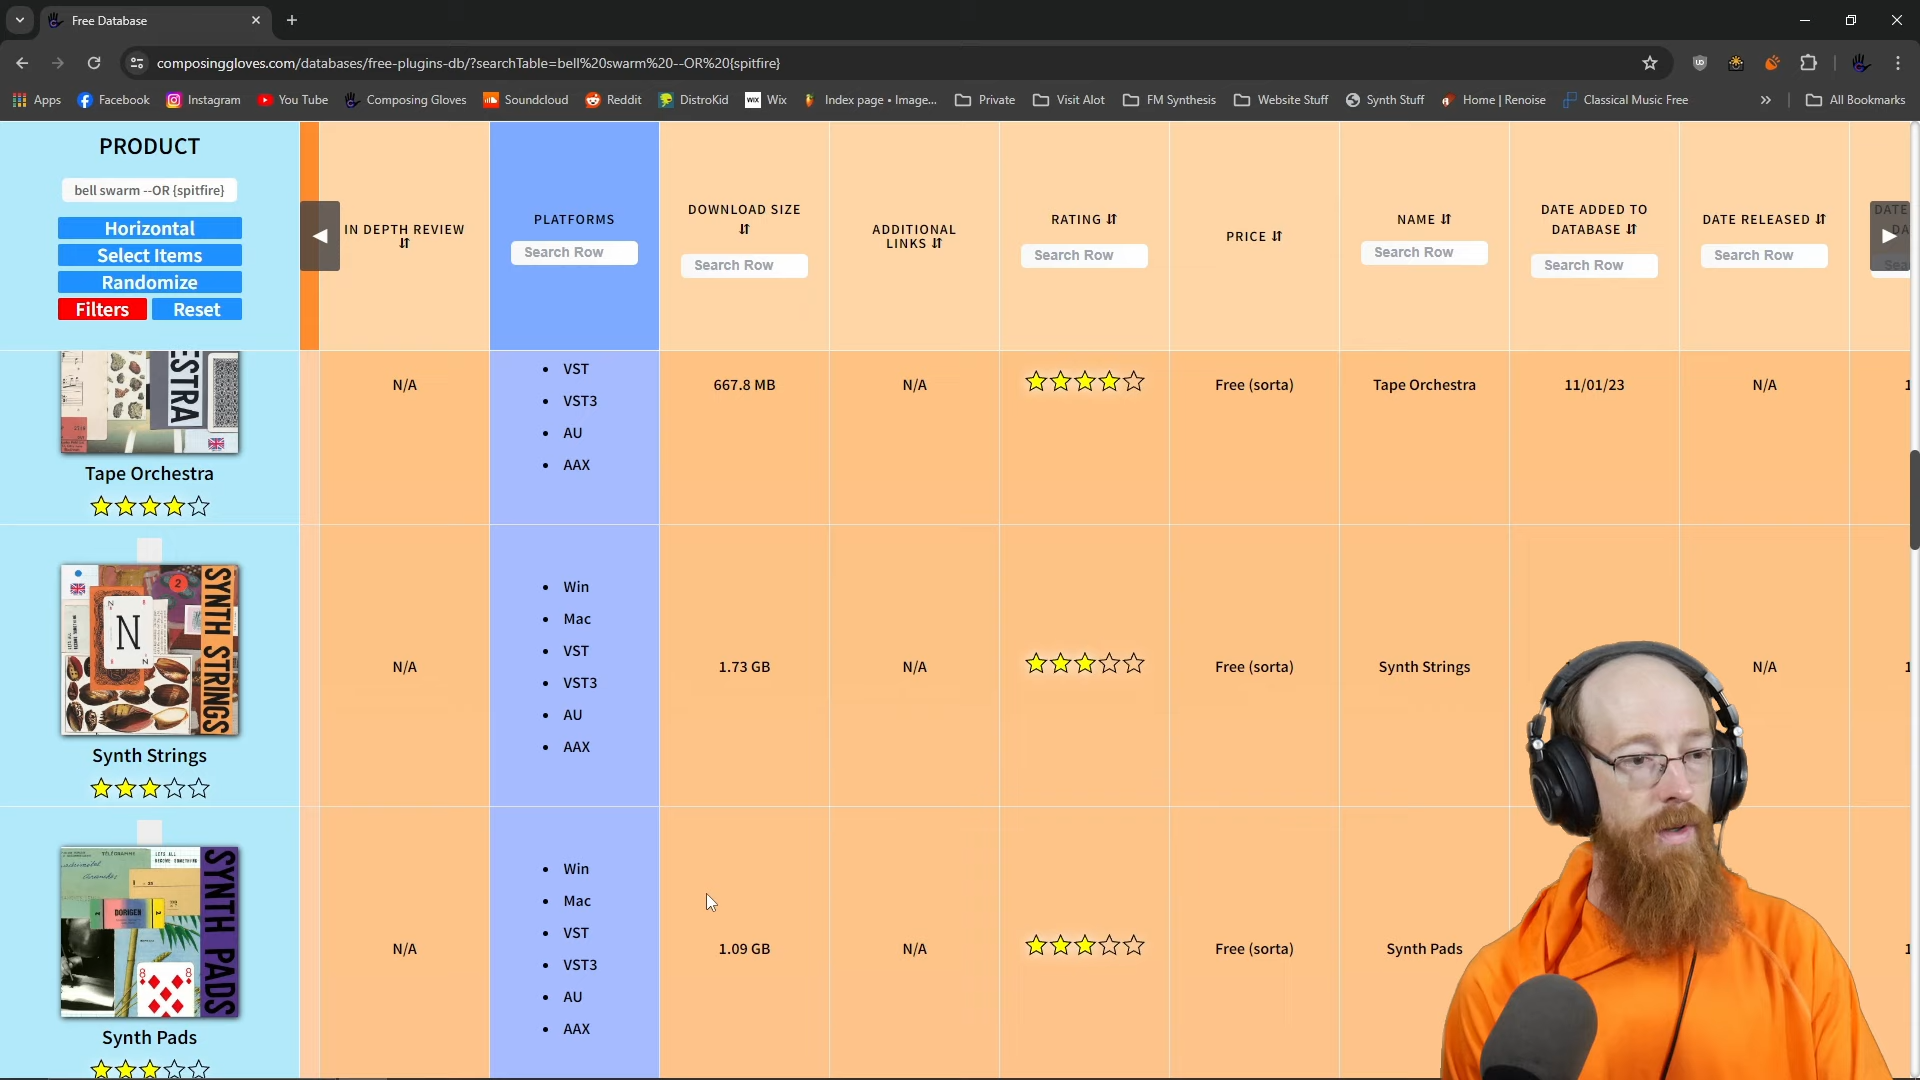 Free Database
composinggloves.com/databases/free-plugins-db/?searchTable=bell%20swarm%20--OR%20{spitfire}
Apps
Facebook
Instagram
You Tube
Composing Gloves
Soundcloud
Reddit
DistroKid
WIX Wix
Index page • Image...
Private
Visit Alot
FM Synthesis
Website Stuff
Synth Stuff
Home | Renoise
Classical Music Free
All Bookmarks
PRODUCT
bell swarm --OR {spitfire}
Horizontal
Select Items
Randomize
Filters
Reset
IN DEPTH REVIEW
PLATFORMS
Search Row
DOWNLOAD SIZE
Search Row
ADDITIONAL
LINKS
RATING
Search Row
PRICE
NAME
Search Row
DATE ADDED TO
DATABASE
Search Row
DATE RELEASED
Search Row
DATE
ESTRA
Tape Orchestra
N/A
VST
VST3
AU
AAX
667.8 MB
N/A
Free (sorta)
Tape Orchestra
11/01/23
N/A
2
N
SYNTH STRINGS
Synth Strings
N/A
Win
Mac
VST
VST3
AU
AAX
1.73 GB
N/A
Free (sorta)
Synth Strings
N/A
DORIGEN
8
8
SYNTH PADS
Synth Pads
N/A
Win
Mac
VST
VST3
AU
AAX
1.09 GB
N/A
Free (sorta)
Synth Pads